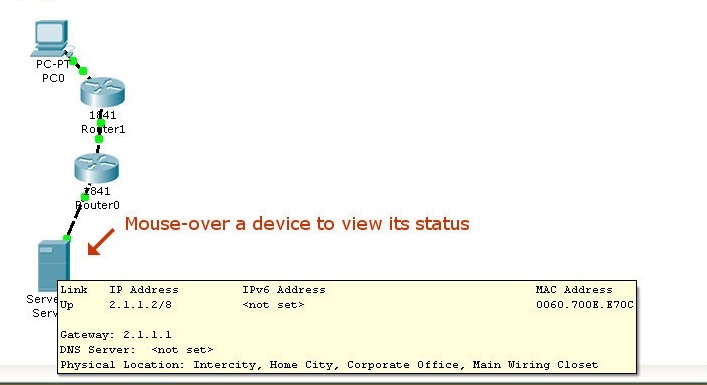 PC-PT
PC0
1841
Router1
1841
Router0
Mouse-over a device to view its status
Serve
Serv
Link IP Address IPv6 Address MAC Address
Up 2.1.1.2/8 <not set> 0060.700E.E70C
Gateway: 2.1.1.1
DNS Server: <not set>
Physical Location: Intercity, Home City, Corporate Office, Main Wiring Closet